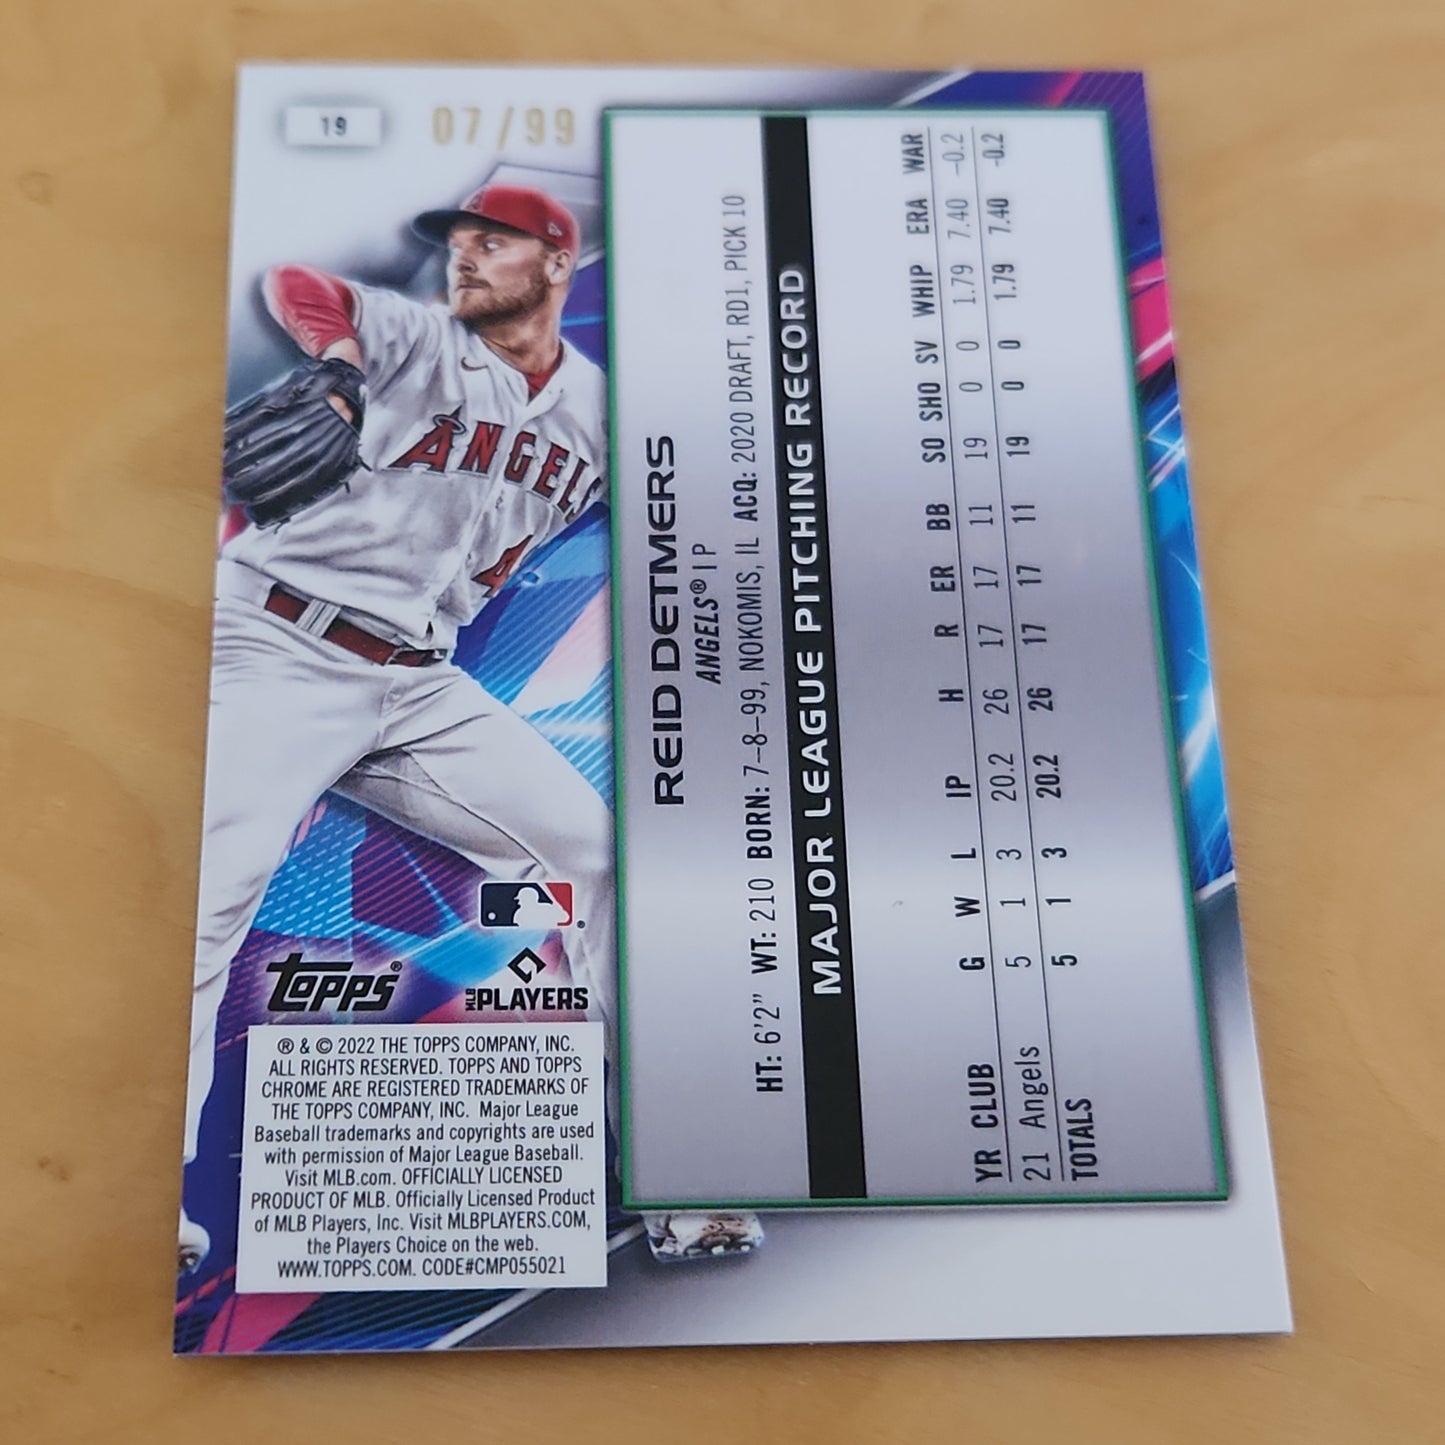 19
07/99
ANGELS
4
REID DETMERS
ANGELS® | P
HT: 6'2" WT: 210 BORN: 7–8–99, NOKOMIS, IL ACQ: 2020 DRAFT, RD1, PICK 10
MAJOR LEAGUE PITCHING RECORD
YR CLUB G W L IP H R ER BB SO SHO SV WHIP ERA WAR
21 Angels 5 1 3 20.2 26 17 17 11 19 0 0 1.79 7.40 –0.2
TOTALS 5 1 3 20.2 26 17 17 11 19 0 0 1.79 7.40 -0.2
®
TOPPS®
MLB PLAYERS
® & © 2022 THE TOPPS COMPANY, INC.
ALL RIGHTS RESERVED. TOPPS AND TOPPS
CHROME ARE REGISTERED TRADEMARKS OF
THE TOPPS COMPANY, INC. Major League
Baseball trademarks and copyrights are used
with permission of Major League Baseball.
Visit MLB.com. OFFICIALLY LICENSED
PRODUCT OF MLB. Officially Licensed Product
of MLB Players, Inc. Visit MLBPLAYERS.COM,
the Players Choice on the web.
WWW.TOPPS.COM. CODE#CMP055021